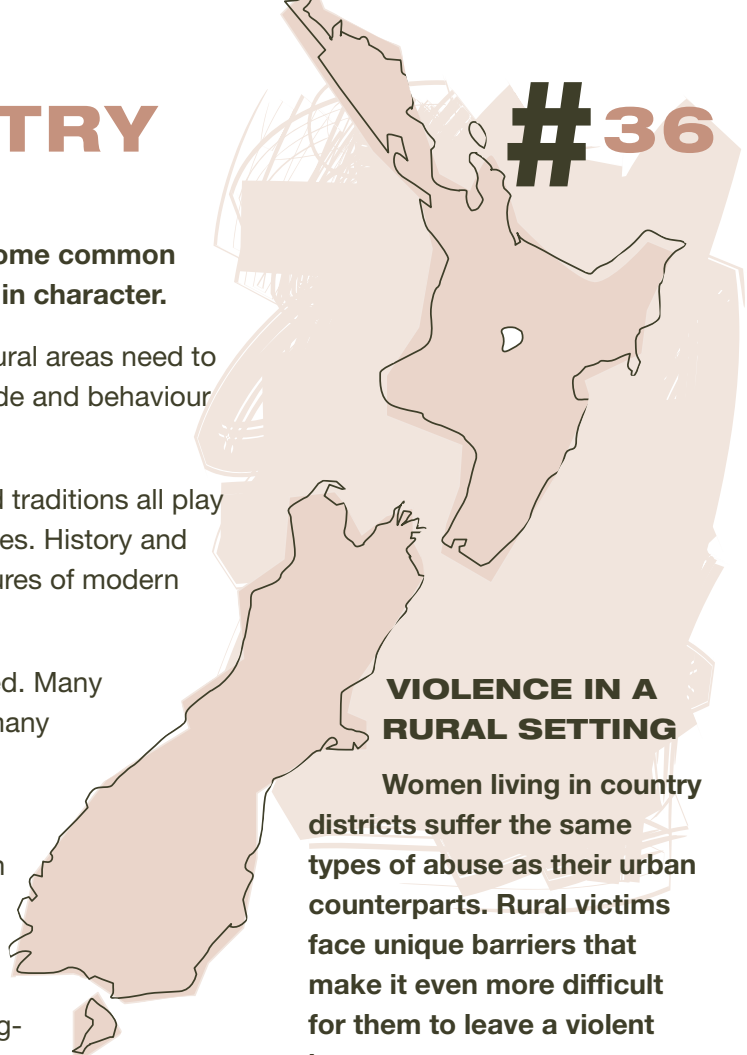 TRY
#36
ome common
in character.
ural areas need to
de and behaviour
d traditions all play
es. History and
ures of modern
ed. Many
many
n
g-
VIOLENCE IN A
RURAL SETTING
Women living in country
districts suffer the same
types of abuse as their urban
counterparts. Rural victims
face unique barriers that
make it even more difficult
for them to leave a violent